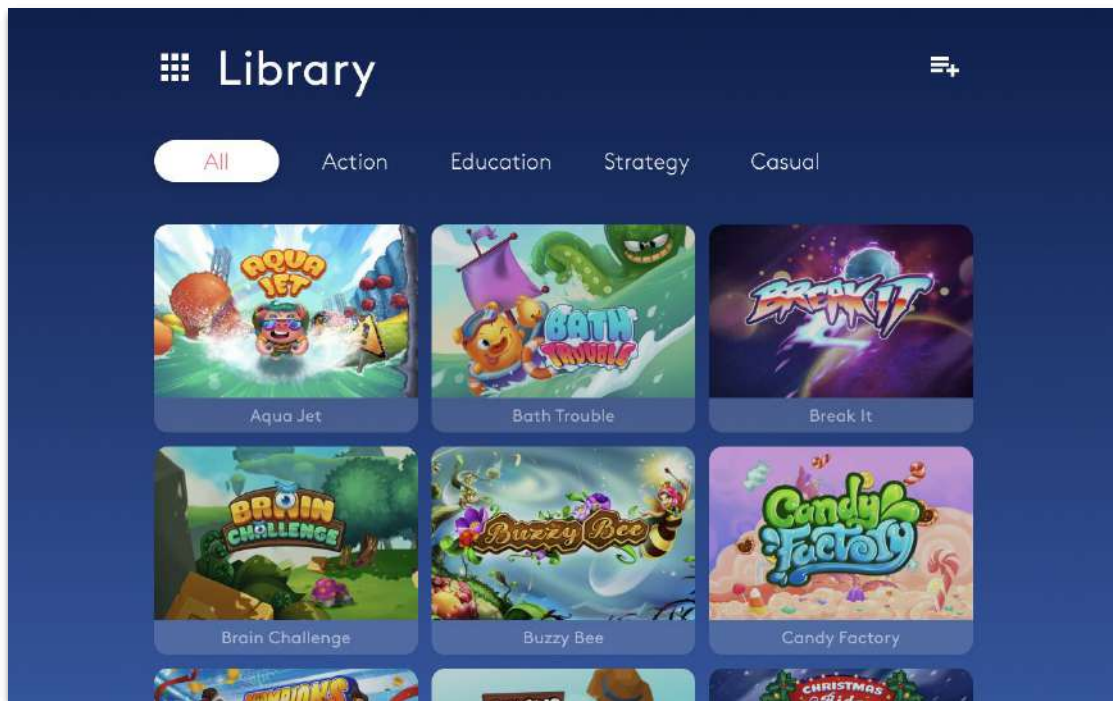 Library
All Action Education Strategy Casual
AQUA
JET
BATH
TROUBLE
BREAK IT
Aqua Jet Bath Trouble Break It
BRAIN
CHALLENGE
Buzzy Bee
Candy
Factory
Brain Challenge Buzzy Bee Candy Factory
CHRISTMAS